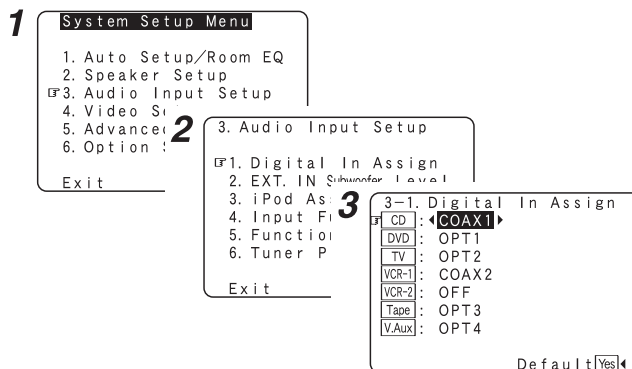 1
System Setup Menu
1. Auto Setup/Room EQ
2. Speaker Setup
☞3. Audio Input Setup
4. Video
5. Advanced
6. Option
Exit
2
3. Audio Input Setup
☞1. Digital In Assign
2. EXT. IN Subwoofer Level
3. iPod
4. Input
5. Function
6. Tuner P
Exit
3
3-1. Digital In Assign
☞ CD : ◀COAX1▶
DVD : OPT1
TV : OPT2
VCR-1 : COAX2
VCR-2 : OFF
Tape : OPT3
V.Aux : OPT4
Default Yes◀